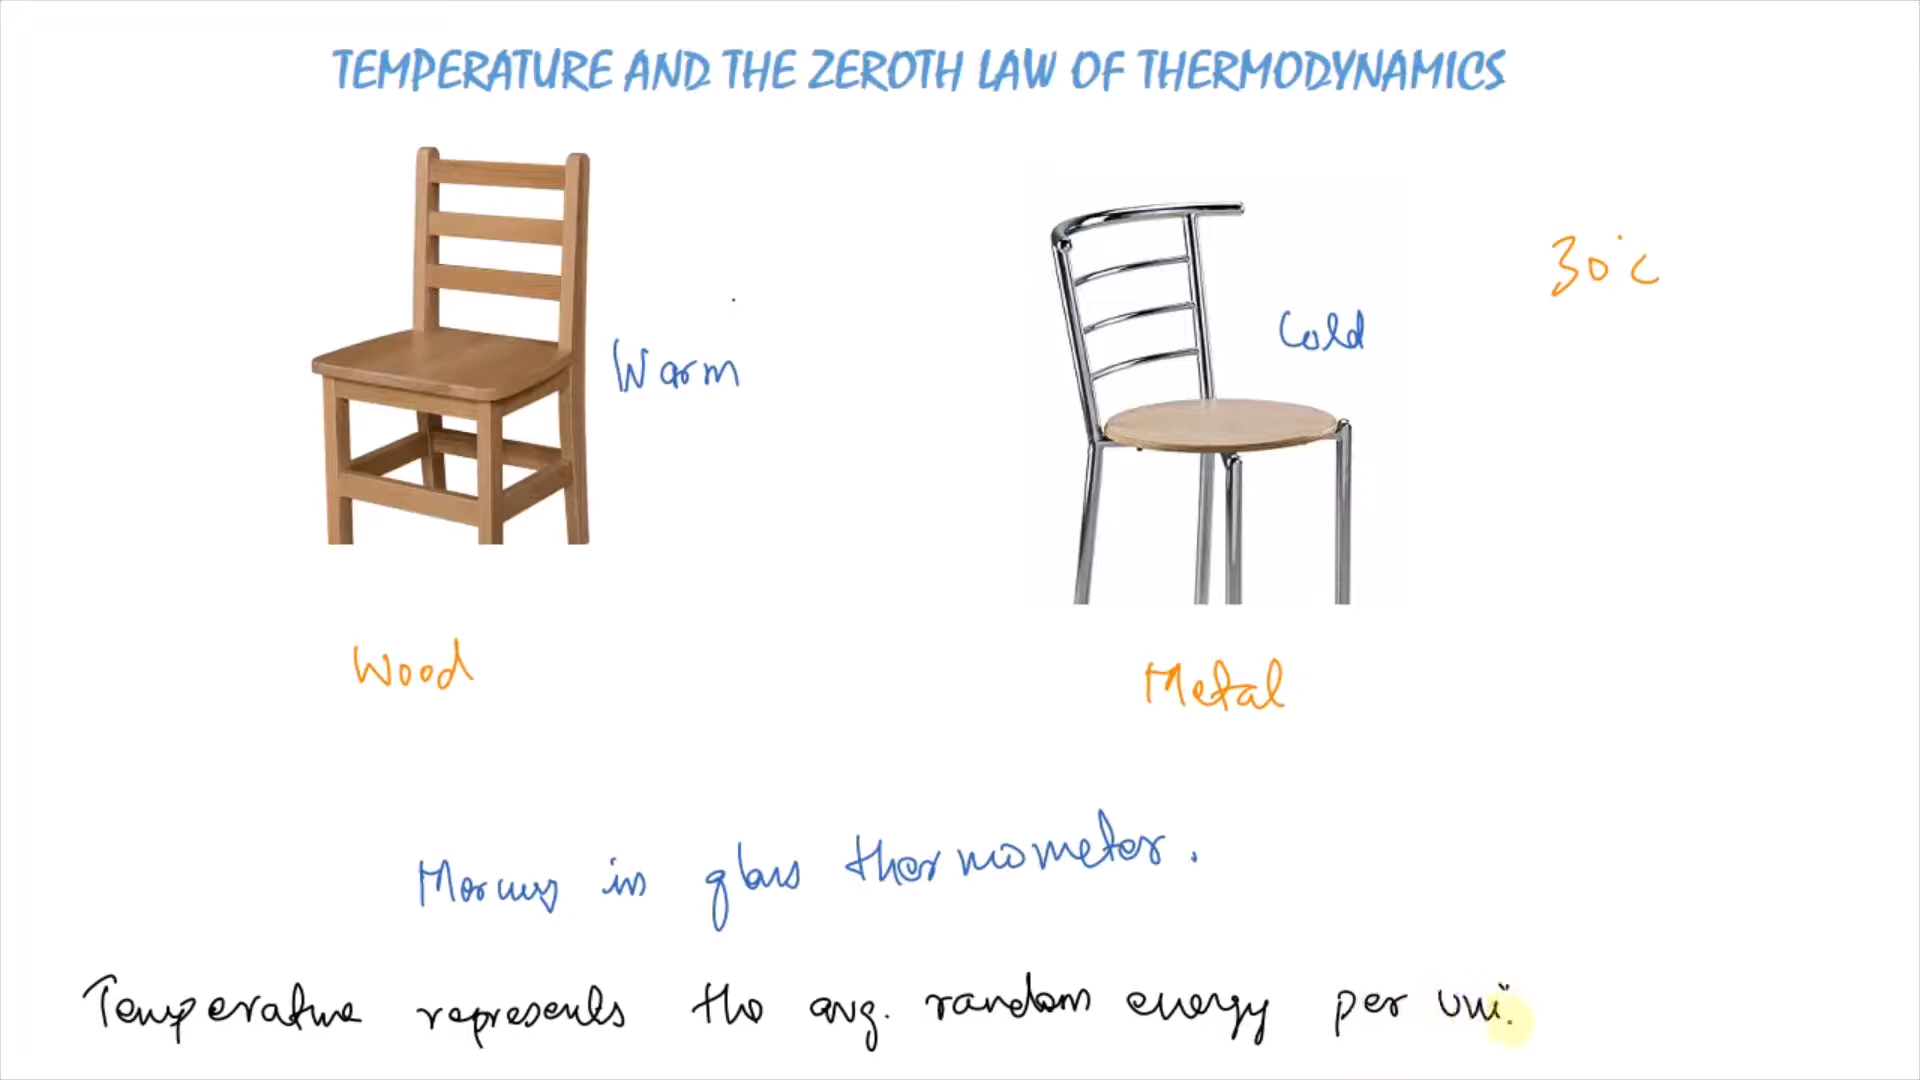 TEMPERATURE AND THE ZEROTH LAW OF THERMODYNAMICS
30°C
Cold
Warm
Wood
Metal
Mercury in glass thermometer.
Temperature represents the avg. random energy per uni